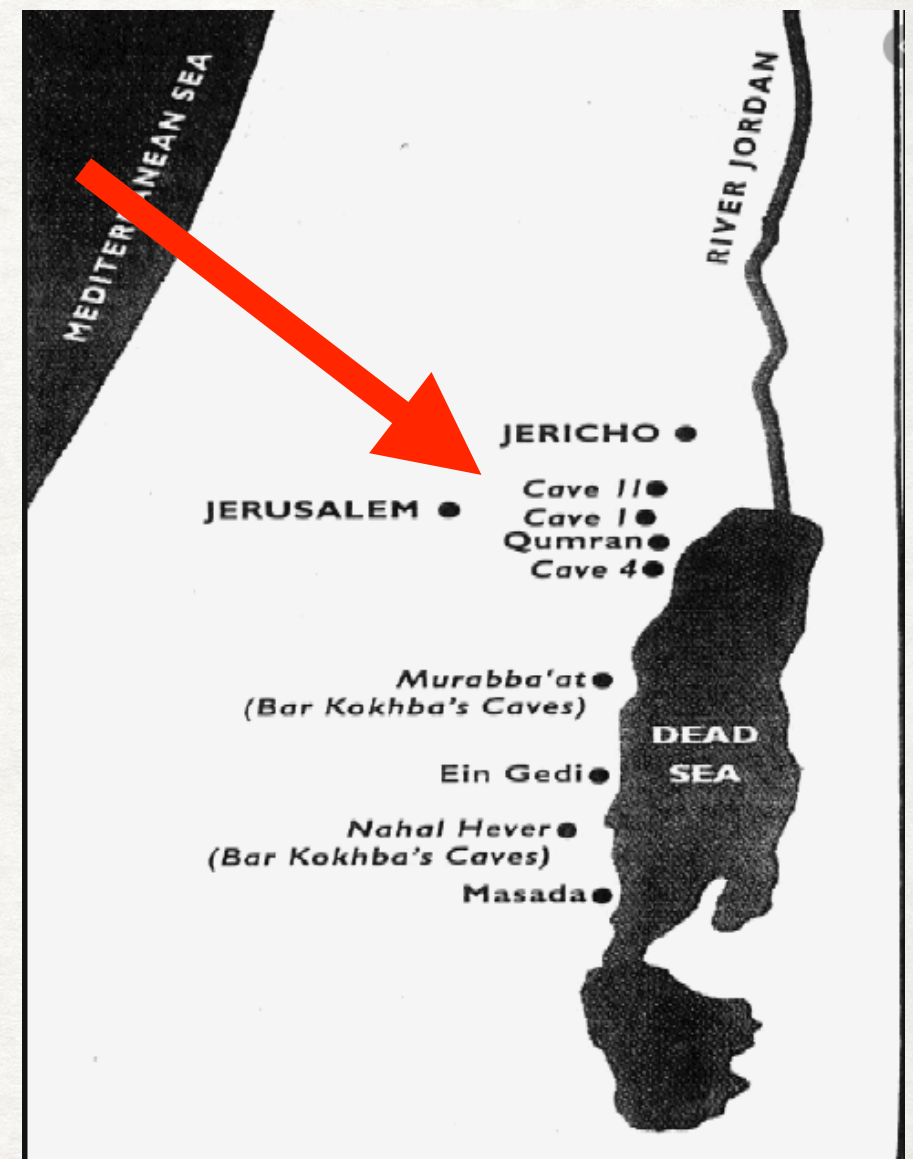 MEDITERRANEAN SEA
RIVER JORDAN
JERICHO
Cave 11
JERUSALEM
Cave 1
Qumran
Cave 4
Murabba'at
(Bar Kokhba's Caves)
DEAD
SEA
Ein Gedi
Nahal Hever
(Bar Kokhba's Caves)
Masada